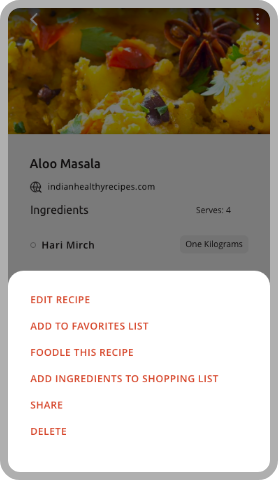 Aloo Masala
indianhealthyrecipes.com
Ingredients Serves: 4
Hari Mirch One Kilograms
EDIT RECIPE
ADD TO FAVORITES LIST
FOODLE THIS RECIPE
ADD INGREDIENTS TO SHOPPING LIST
SHARE
DELETE